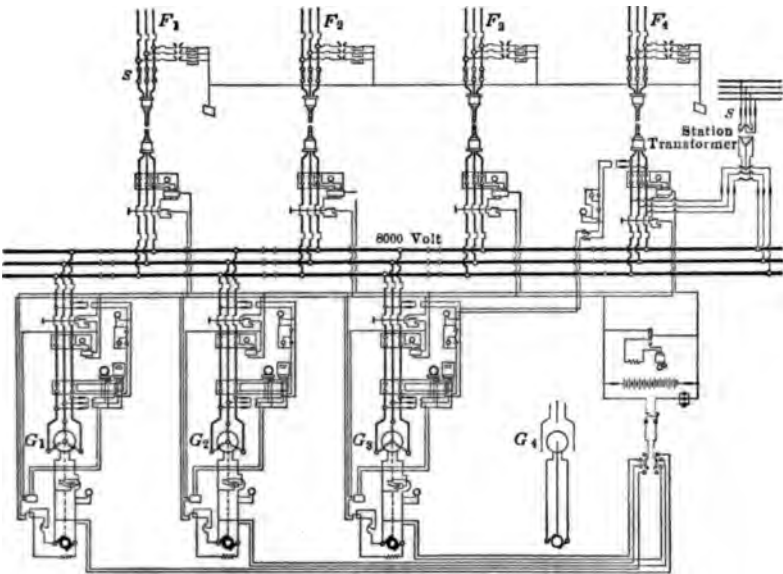 F1
F2
F3
F4
S
S
Station
Transformer
8000 Volt
G1
G2
G3
G4